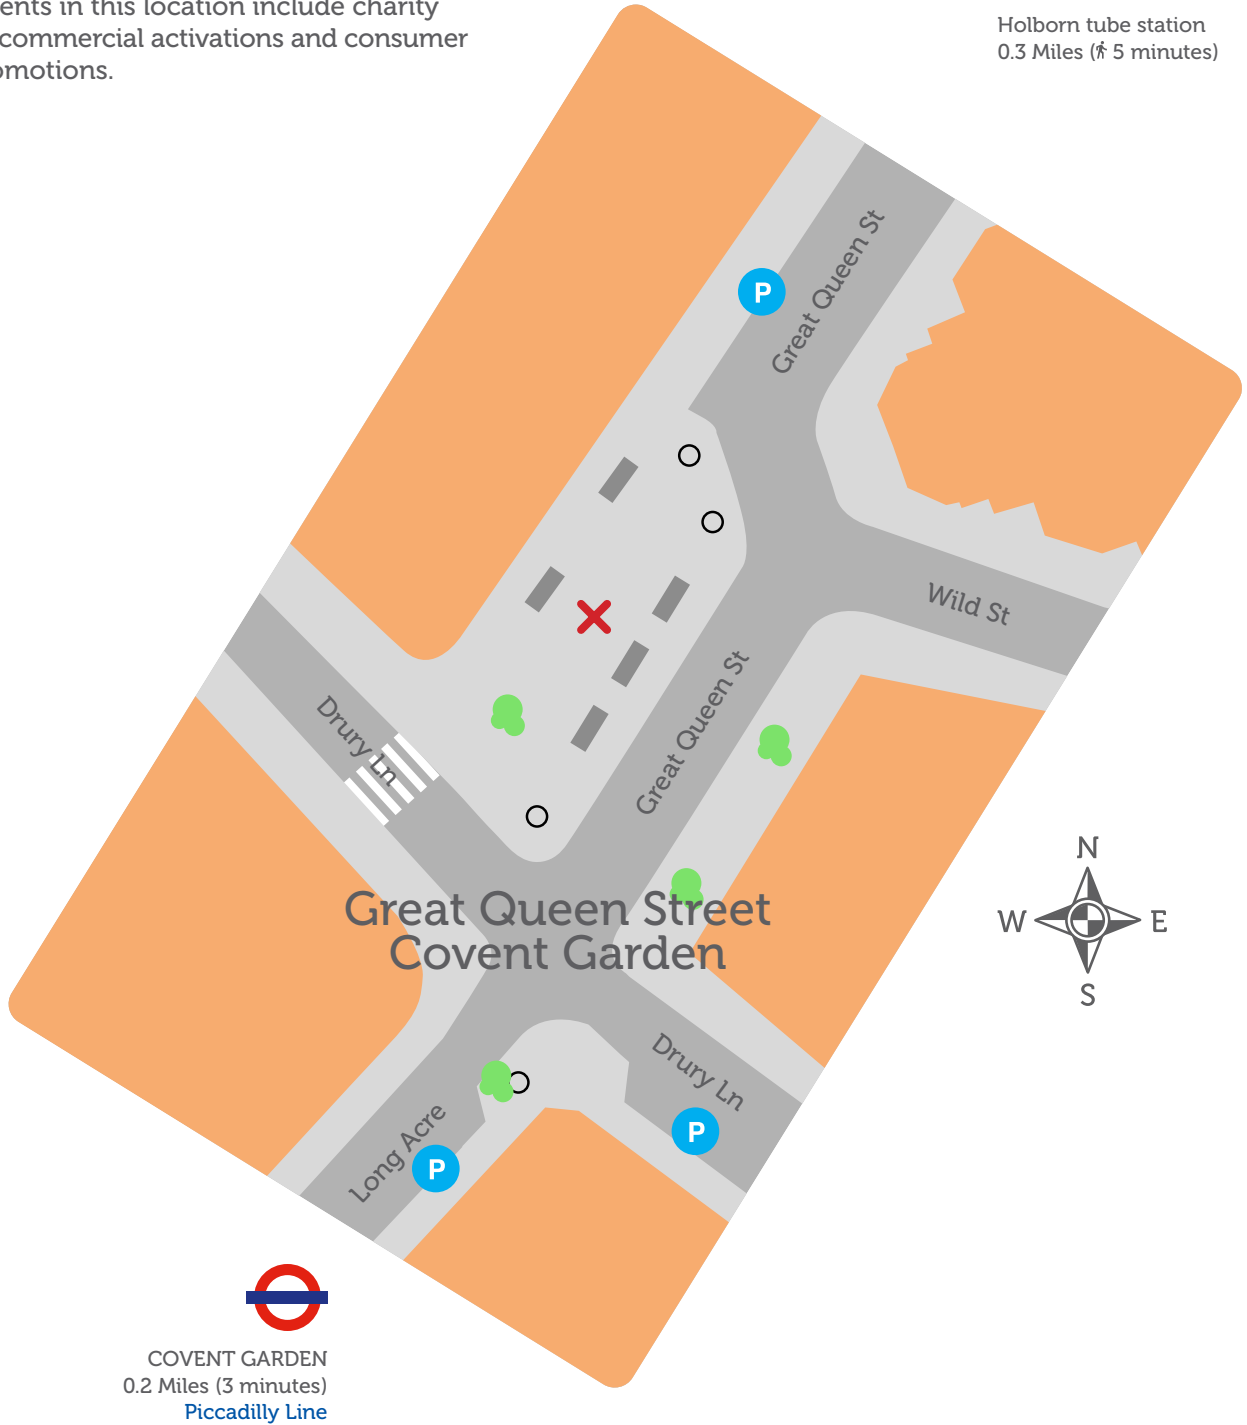 ents in this location include charity
commercial activations and consumer
omotions.
Holborn tube station
0.3 Miles ( 5 minutes)
Great Queen St
P
Wild St
Great Queen St
Drury Ln
Great Queen Street
Covent Garden
N
W E
S
Drury Ln
P
Long Acre
P
COVENT GARDEN
0.2 Miles (3 minutes)
Piccadilly Line